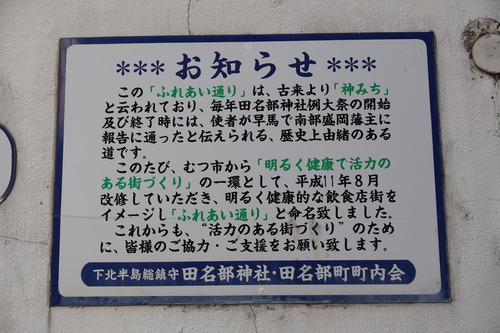 ***お知らせ***
この「ふれあい通り」は、古来より「神みち」
と云われており、毎年田名部神社例大祭の開始
及び終了時には、使者が早馬で南部盛岡藩主に
報告に通ったと伝えられる、歴史上由緒のある
道です。
このたび、むつ市から「明るく健康で活力の
ある街づくり」の一環として、平成11年8月
改修していただき、明るく健康的な飲食店街を
イメージし「ふれあい通り」と命名致しました。
これからも、“活力のある街づくり”のため
に、皆様のご協力・ご支援をお願い致します。
下北半島総鎮守田名部神社・田名部町町内会